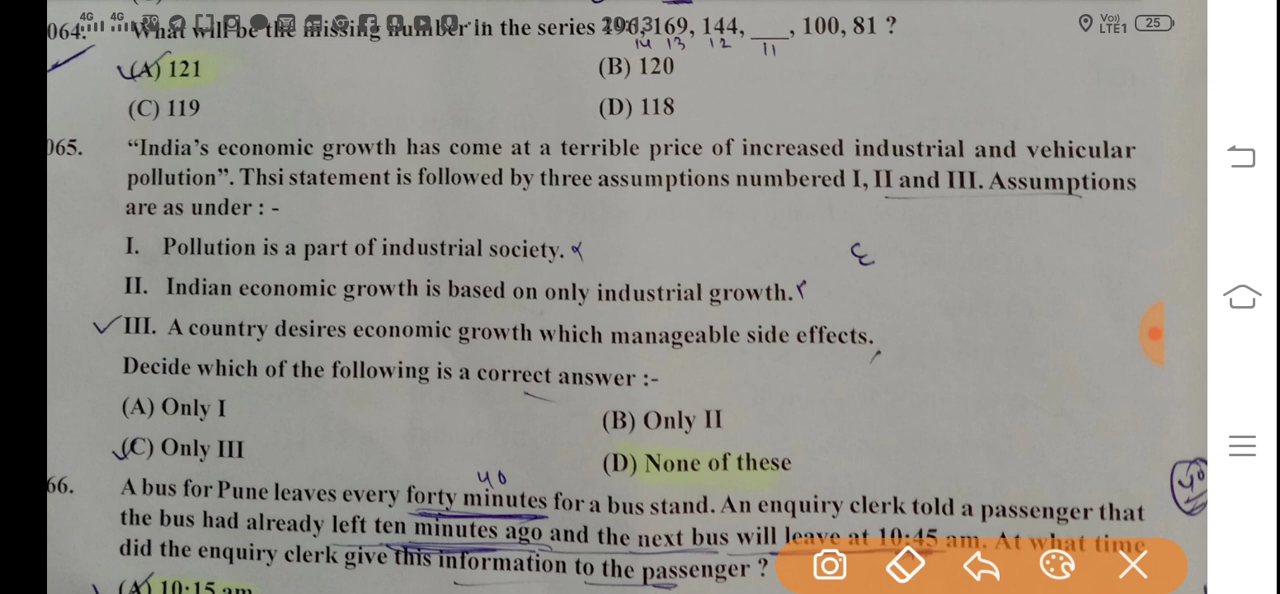 064. What will be the missing number in the series 196, 169, 144, ___, 100, 81 ?
14 13 12 11
4G 4G
Vo)) LTE1 25
(A) 121 (B) 120
(C) 119 (D) 118
065. “India’s economic growth has come at a terrible price of increased industrial and vehicular
pollution”. Thsi statement is followed by three assumptions numbered I, II and III. Assumptions
are as under : -
I. Pollution is a part of industrial society.
II. Indian economic growth is based on only industrial growth.
III. A country desires economic growth which manageable side effects.
Decide which of the following is a correct answer :-
(A) Only I (B) Only II
(C) Only III (D) None of these
40
66. A bus for Pune leaves every forty minutes for a bus stand. An enquiry clerk told a passenger that
the bus had already left ten minutes ago and the next bus will leave at 10:45 am. At what time
did the enquiry clerk give this information to the passenger ?
(A) 10:15 am